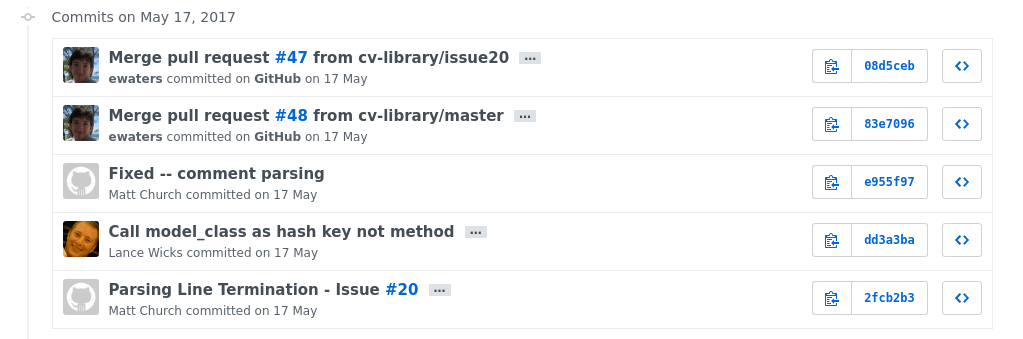 Commits on May 17, 2017
Merge pull request #47 from cv-library/issue20 …
ewaters committed on GitHub on 17 May
08d5ceb
Merge pull request #48 from cv-library/master …
ewaters committed on GitHub on 17 May
83e7096
Fixed -- comment parsing
Matt Church committed on 17 May
e955f97
Call model_class as hash key not method …
Lance Wicks committed on 17 May
dd3a3ba
Parsing Line Termination - Issue #20 …
Matt Church committed on 17 May
2fcb2b3